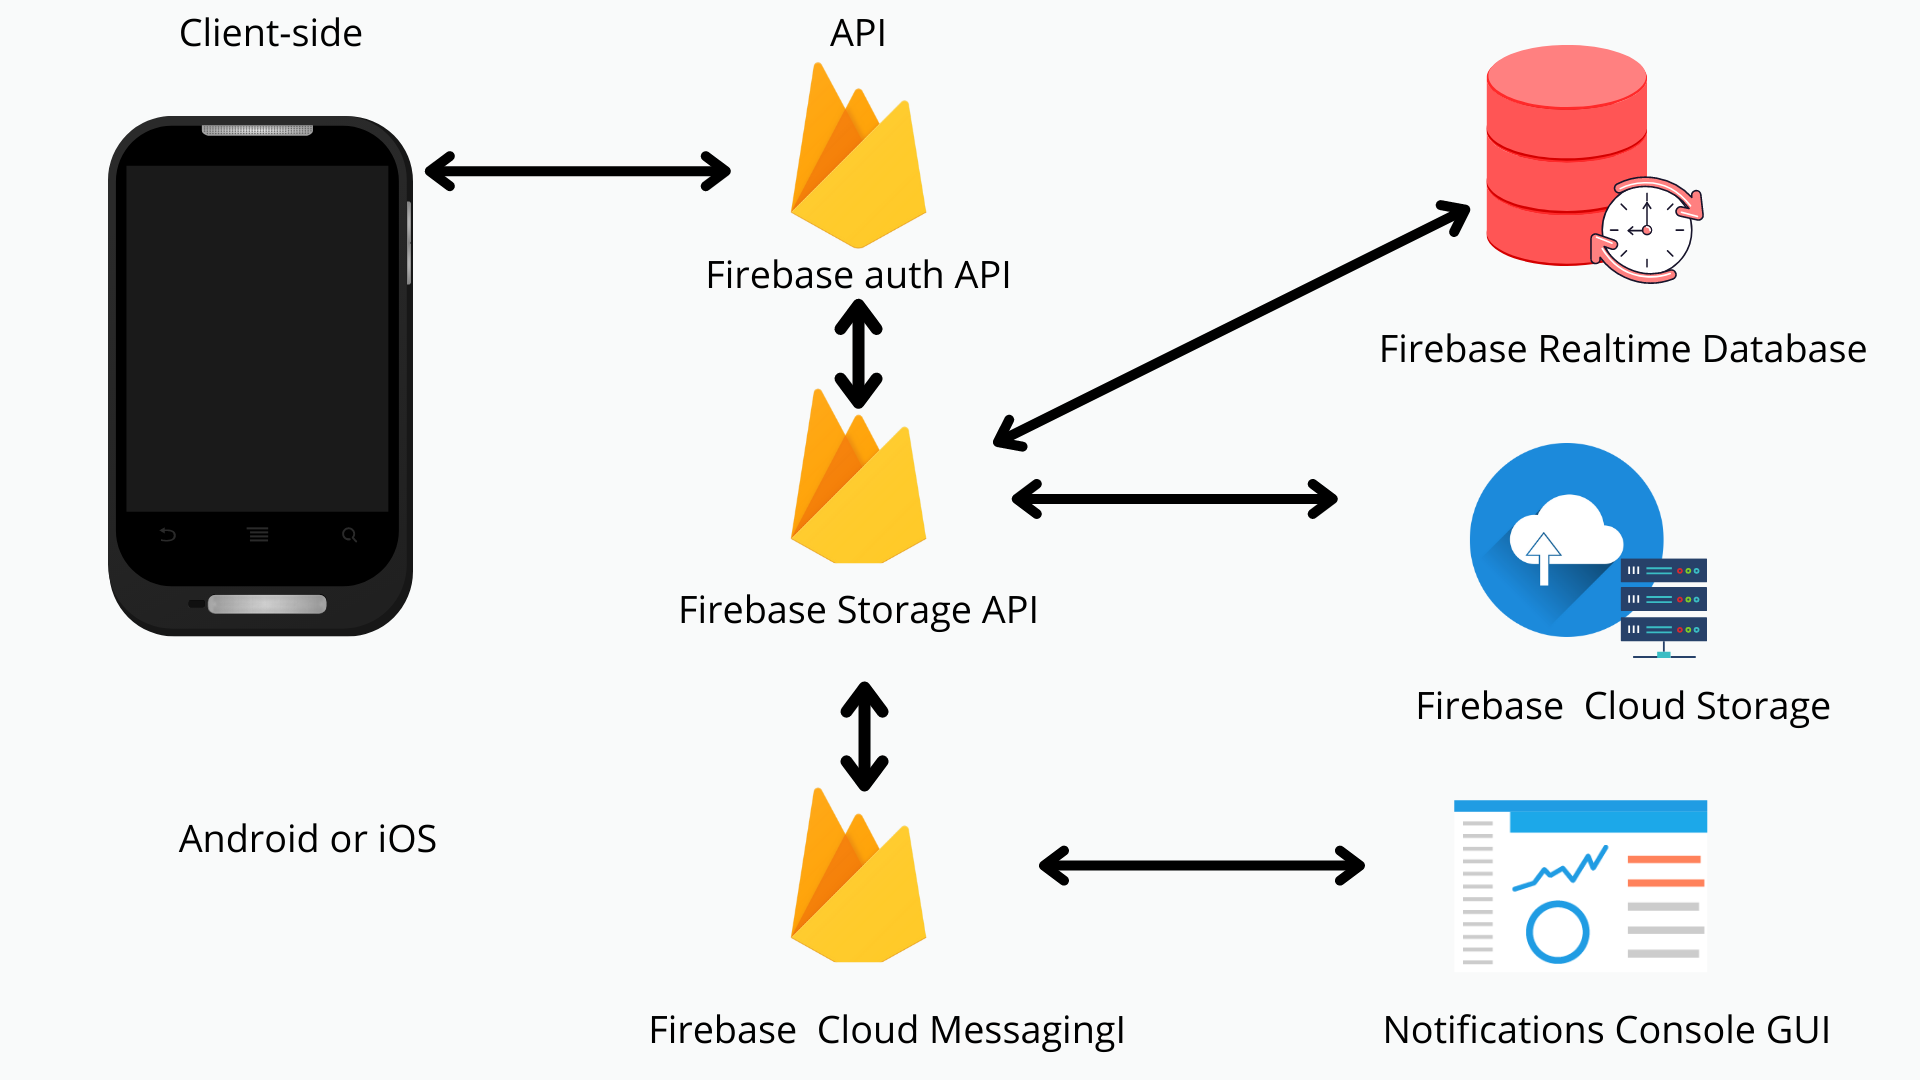 Client-side
API
Firebase auth API
Firebase Realtime Database
Firebase Storage API
Firebase  Cloud Storage
Android or iOS
Firebase  Cloud MessagingI
Notifications Console GUI